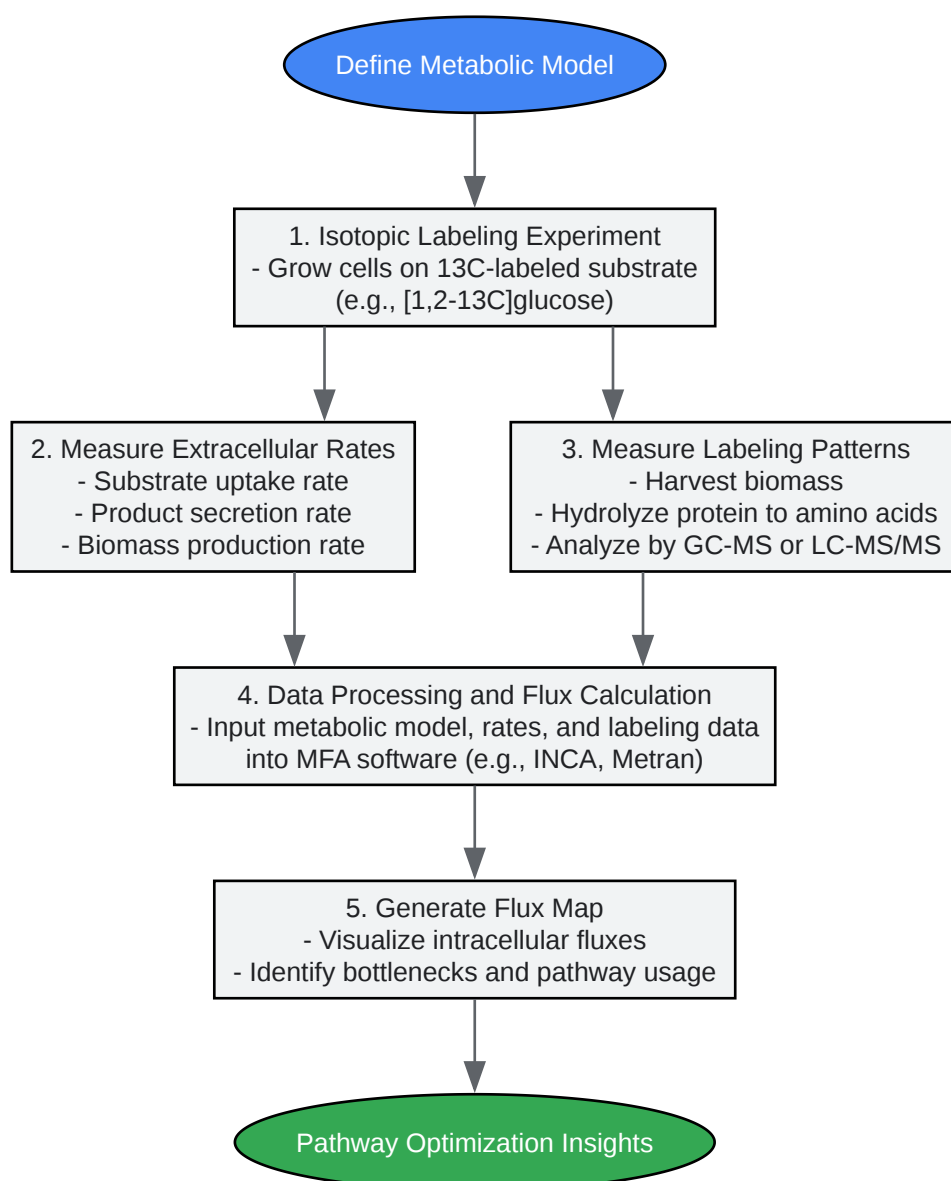 Define Metabolic Model
1. Isotopic Labeling Experiment
- Grow cells on 13C-labeled substrate
(e.g., [1,2-13C]glucose)
2. Measure Extracellular Rates
- Substrate uptake rate
- Product secretion rate
- Biomass production rate
3. Measure Labeling Patterns
- Harvest biomass
- Hydrolyze protein to amino acids
- Analyze by GC-MS or LC-MS/MS
4. Data Processing and Flux Calculation
- Input metabolic model, rates, and labeling data
into MFA software (e.g., INCA, Metran)
5. Generate Flux Map
- Visualize intracellular fluxes
- Identify bottlenecks and pathway usage
Pathway Optimization Insights